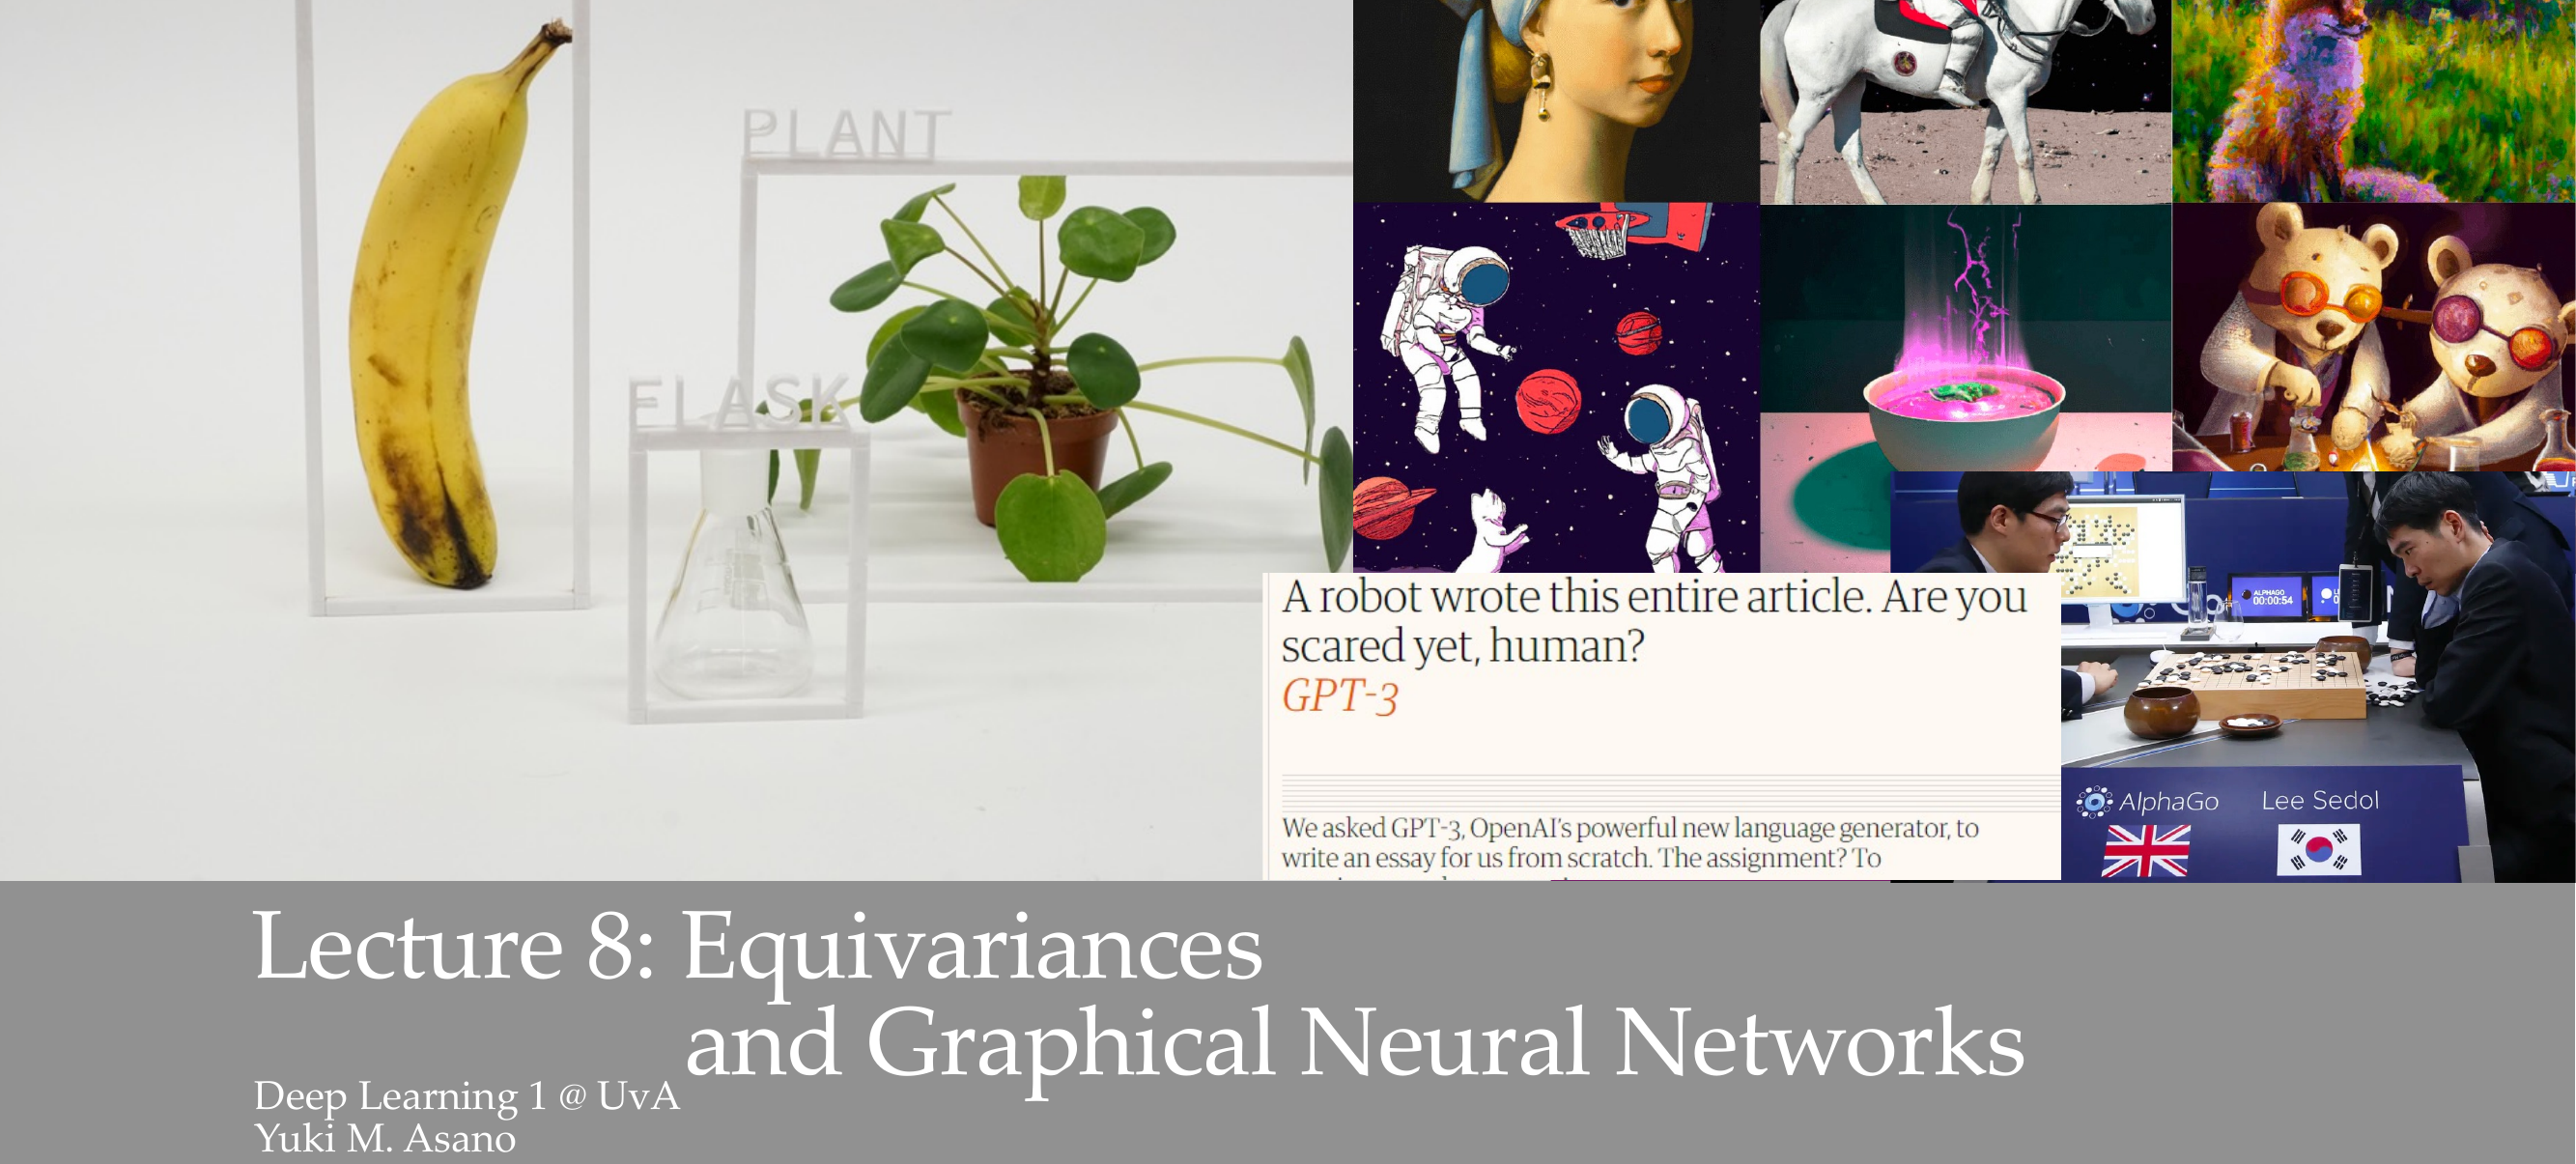 PLANT
FLASK
A robot wrote this entire article. Are you
scared yet, human?
GPT-3
We asked GPT-3, OpenAI's powerful new language generator, to
write an essay for us from scratch. The assignment? To
ALPHAGO
00:00:54
AlphaGo Lee Sedol
Lecture 8: Equivariances
and Graphical Neural Networks
Deep Learning 1 @ UvA
Yuki M. Asano